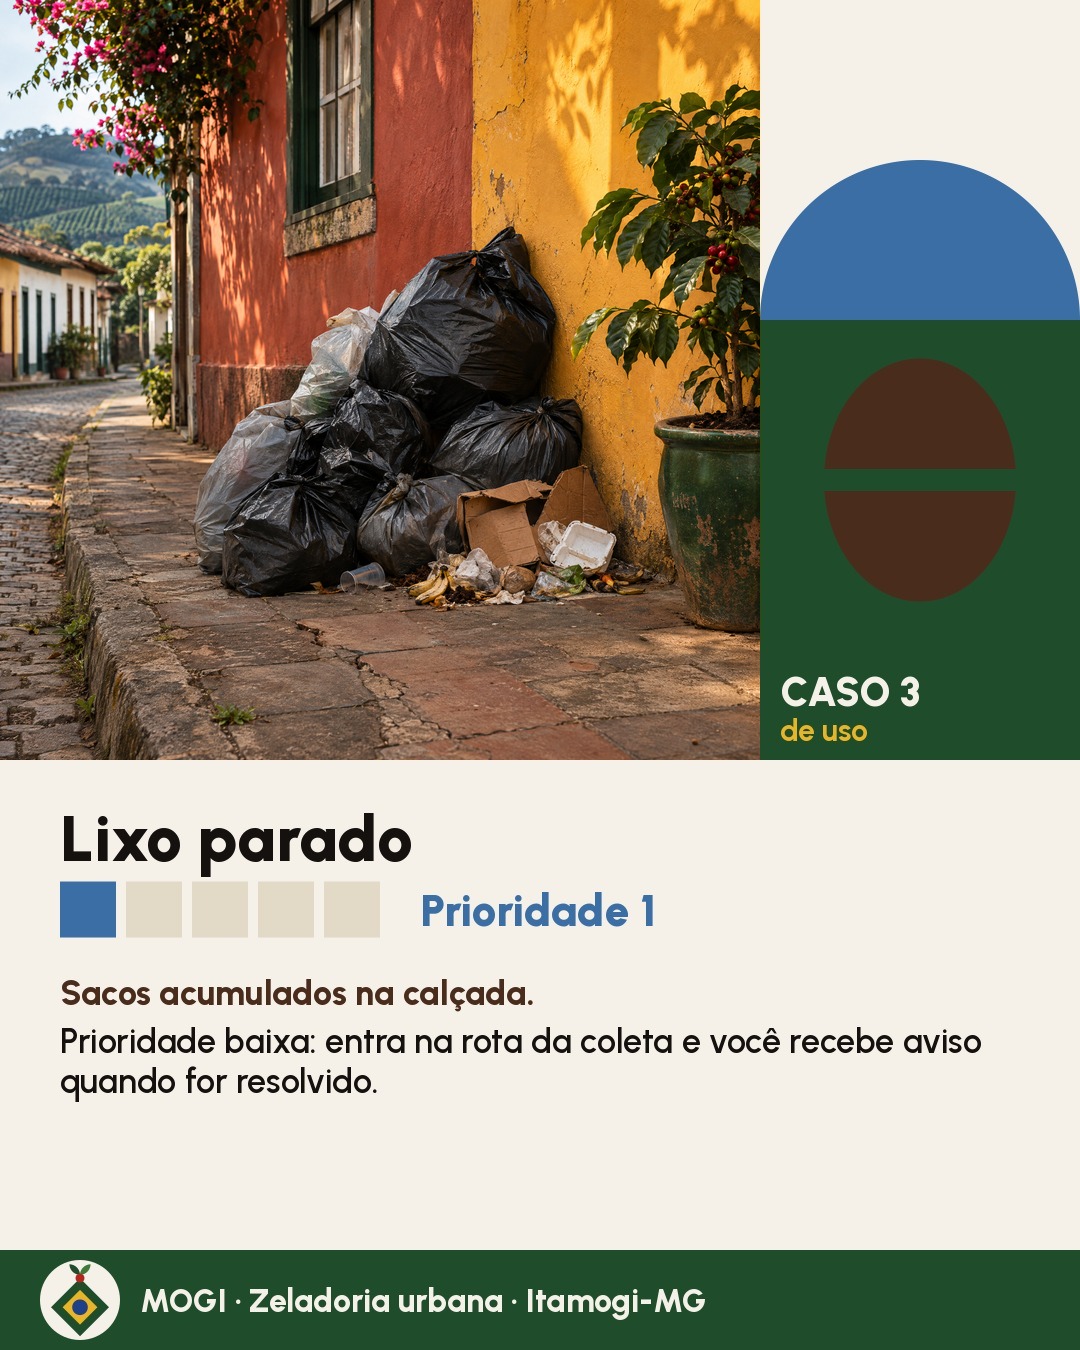 CASO 3
de uso
Lixo parado
Prioridade 1
Sacos acumulados na calçada.
Prioridade baixa: entra na rota da coleta e você recebe aviso
quando for resolvido.
MOGI · Zeladoria urbana · Itamogi-MG